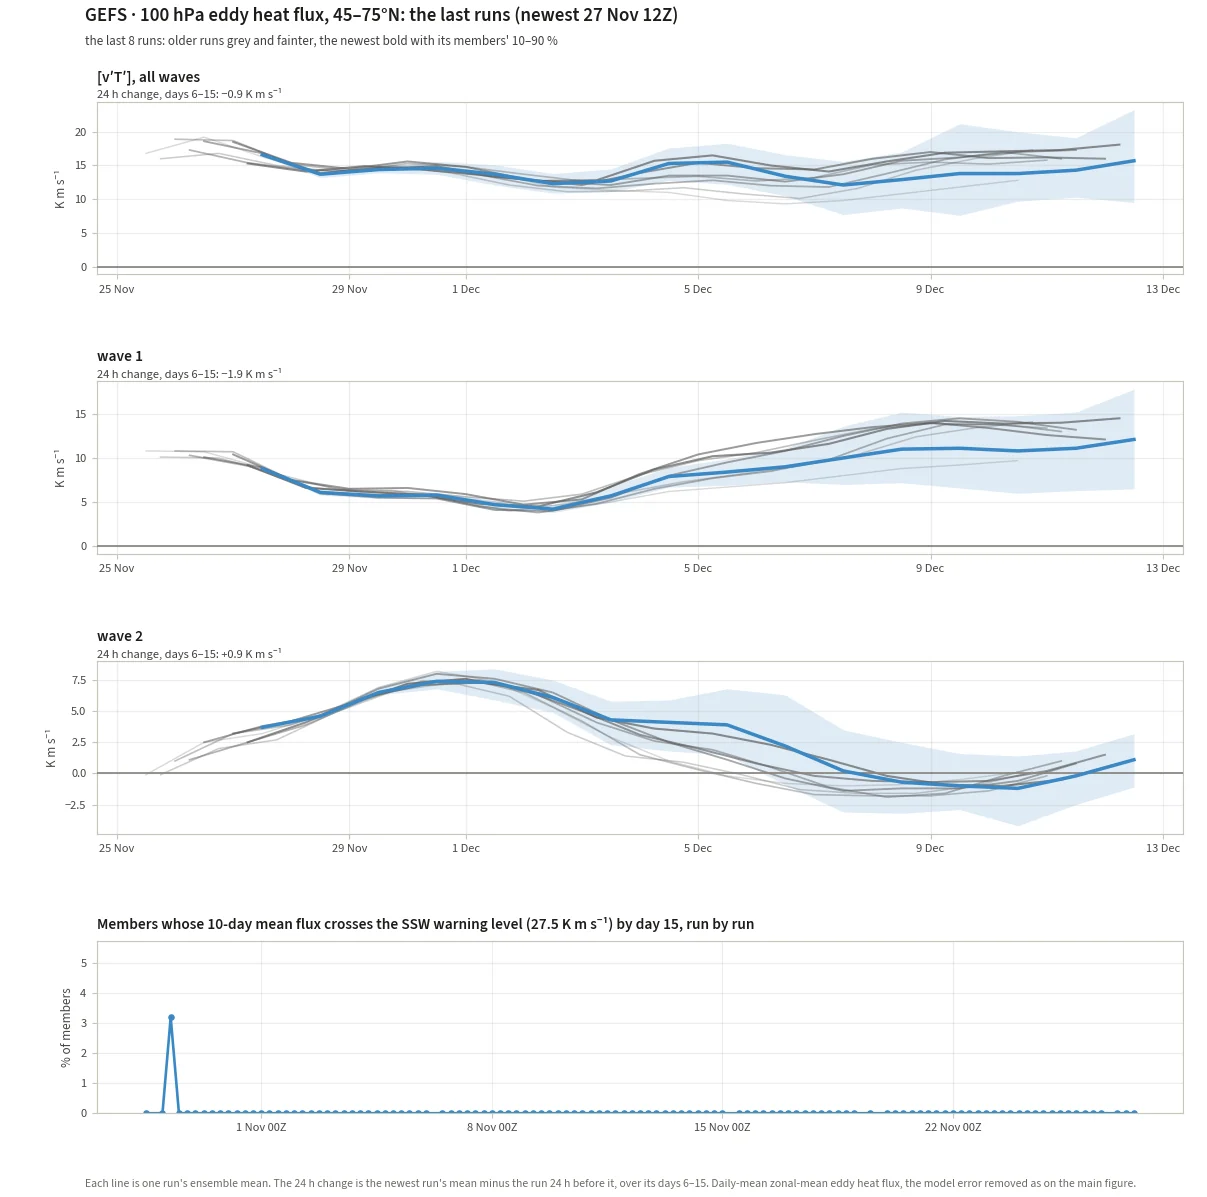 GEFS · 100 hPa eddy heat flux, 45–75°N: the last runs (newest 27 Nov 12Z)
the last 8 runs: older runs grey and fainter, the newest bold with its members' 10–90 %
[v′T′], all waves
24 h change, days 6–15: −0.9 K m s⁻¹
20
15
10
5
0
K m s⁻¹
25 Nov
29 Nov
1 Dec
5 Dec
9 Dec
13 Dec
wave 1
24 h change, days 6–15: −1.9 K m s⁻¹
15
10
5
0
K m s⁻¹
25 Nov
29 Nov
1 Dec
5 Dec
9 Dec
13 Dec
wave 2
24 h change, days 6–15: +0.9 K m s⁻¹
7.5
5.0
2.5
0.0
−2.5
K m s⁻¹
25 Nov
29 Nov
1 Dec
5 Dec
9 Dec
13 Dec
Members whose 10-day mean flux crosses the SSW warning level (27.5 K m s⁻¹) by day 15, run by run
5
4
3
2
1
0
% of members
1 Nov 00Z
8 Nov 00Z
15 Nov 00Z
22 Nov 00Z
Each line is one run's ensemble mean. The 24 h change is the newest run's mean minus the run 24 h before it, over its days 6–15. Daily-mean zonal-mean eddy heat flux, the model error removed as on the main figure.